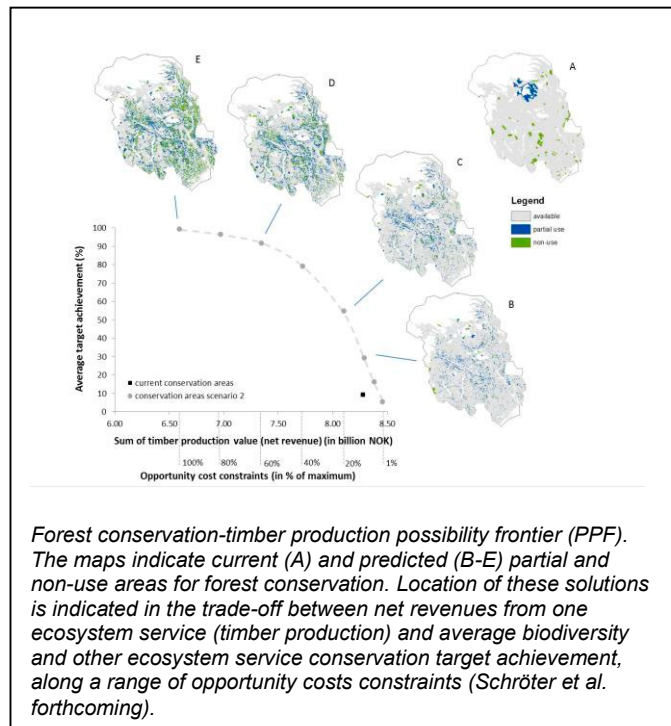 E
D
A
C
Legend
available
partial use
non-use
B
100
90
80
70
60
50
40
30
20
10
0
Average target achievement (%)
current conservation areas
conservation areas scenario 2
6.00 6.50 7.00 7.50 8.00 8.50
Sum of timber production value (net revenue) (in billion NOK)
100% 80% 60% 40% 20% 1%
Opportunity cost constraints (in % of maximum)
Forest conservation-timber production possibility frontier (PPF).
The maps indicate current (A) and predicted (B-E) partial and
non-use areas for forest conservation. Location of these solutions
is indicated in the trade-off between net revenues from one
ecosystem service (timber production) and average biodiversity
and other ecosystem service conservation target achievement,
along a range of opportunity costs constraints (Schröter et al.
forthcoming).